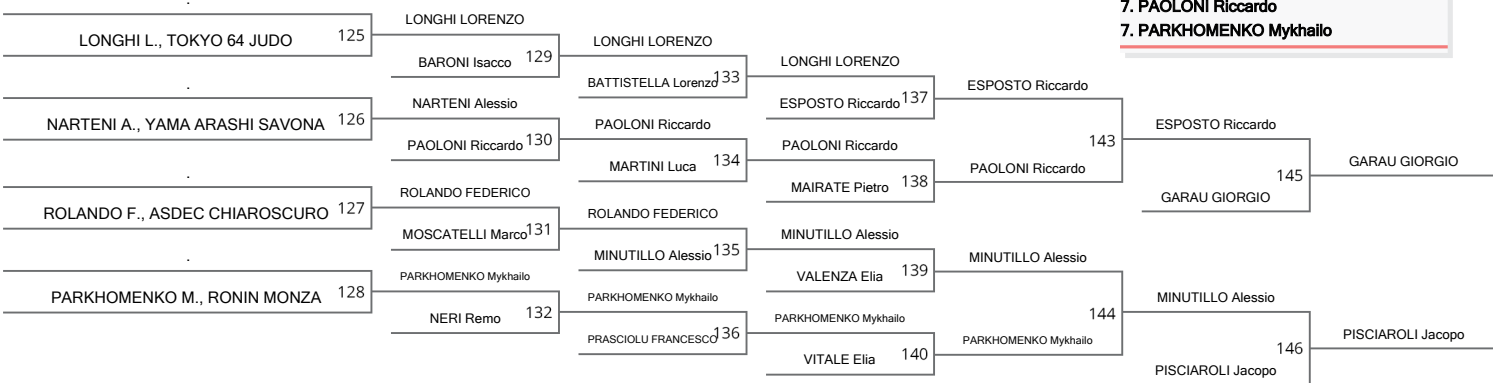 7. PAOLONI Riccardo
7. PARKHOMENKO Mykhailo
.
LONGHI L., TOKYO 64 JUDO
125
.
NARTENI A., YAMA ARASHI SAVONA
126
.
ROLANDO F., ASDEC CHIAROSCURO
127
.
PARKHOMENKO M., RONIN MONZA
128
LONGHI LORENZO
BARONI Isacco
129
NARTENI Alessio
PAOLONI Riccardo
130
ROLANDO FEDERICO
MOSCATELLI Marco
131
PARKHOMENKO Mykhailo
NERI Remo
132
LONGHI LORENZO
BATTISTELLA Lorenzo
133
PAOLONI Riccardo
MARTINI Luca
134
ROLANDO FEDERICO
MINUTILLO Alessio
135
PARKHOMENKO Mykhailo
PRASCIOLU FRANCESCO
136
LONGHI LORENZO
ESPOSTO Riccardo
137
PAOLONI Riccardo
MAIRATE Pietro
138
MINUTILLO Alessio
VALENZA Elia
139
PARKHOMENKO Mykhailo
VITALE Elia
140
ESPOSTO Riccardo
143
PAOLONI Riccardo
MINUTILLO Alessio
144
PARKHOMENKO Mykhailo
ESPOSTO Riccardo
145
GARAU GIORGIO
MINUTILLO Alessio
146
PISCIAROLI Jacopo
GARAU GIORGIO
PISCIAROLI Jacopo